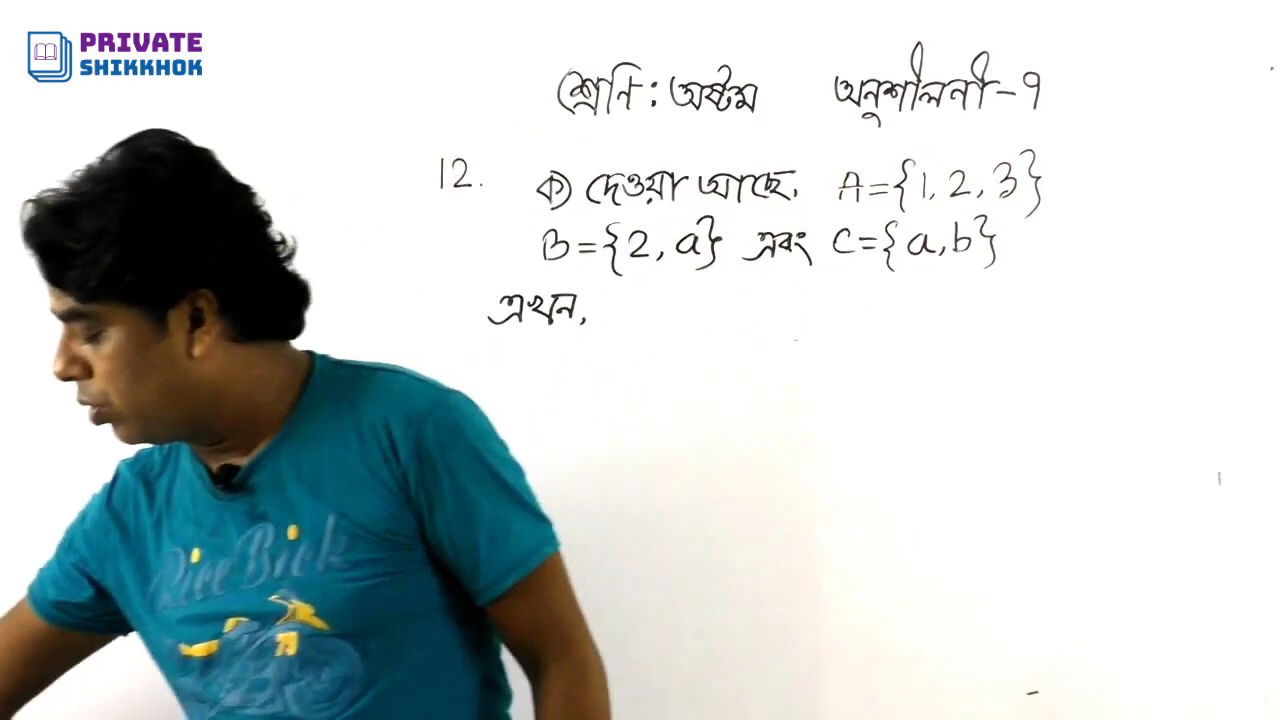 PRIVATE
SHIKKHOK
শ্রেণি : অষ্টম অনুশীলনী-৭
12. ক) দেওয়া আছে, A={1, 2, 3}
B={2, a} এবং C={a, b}
এখন,